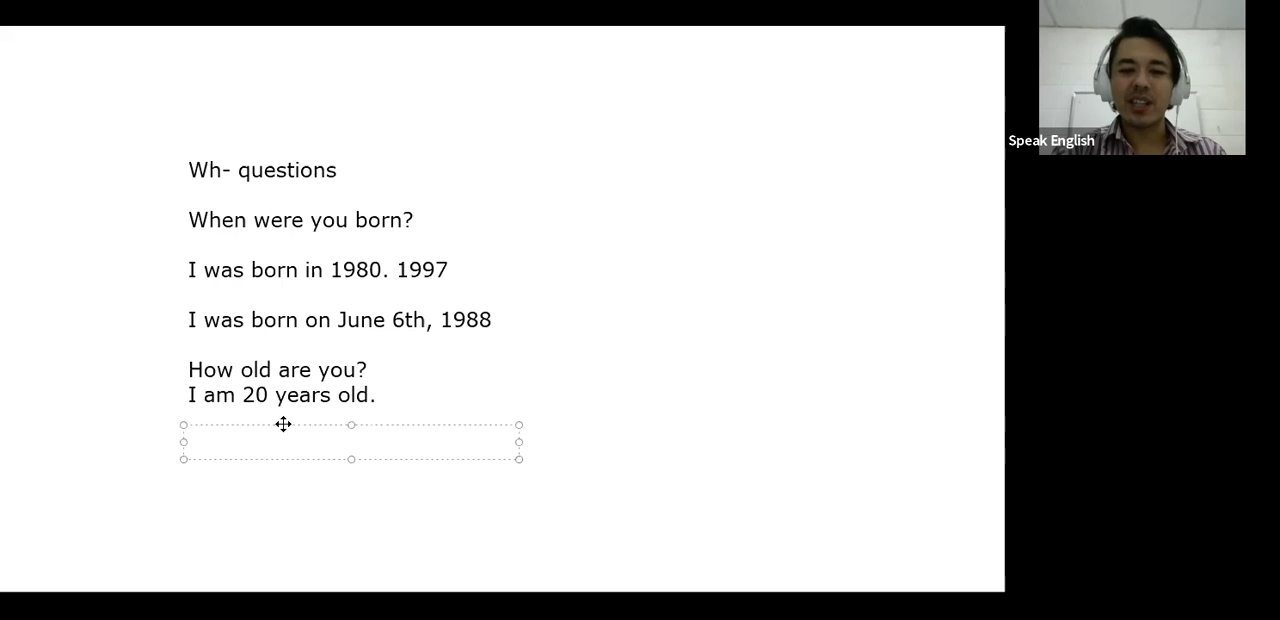 Wh- questions
When were you born?
I was born in 1980. 1997
I was born on June 6th, 1988
How old are you?
I am 20 years old.
Speak English